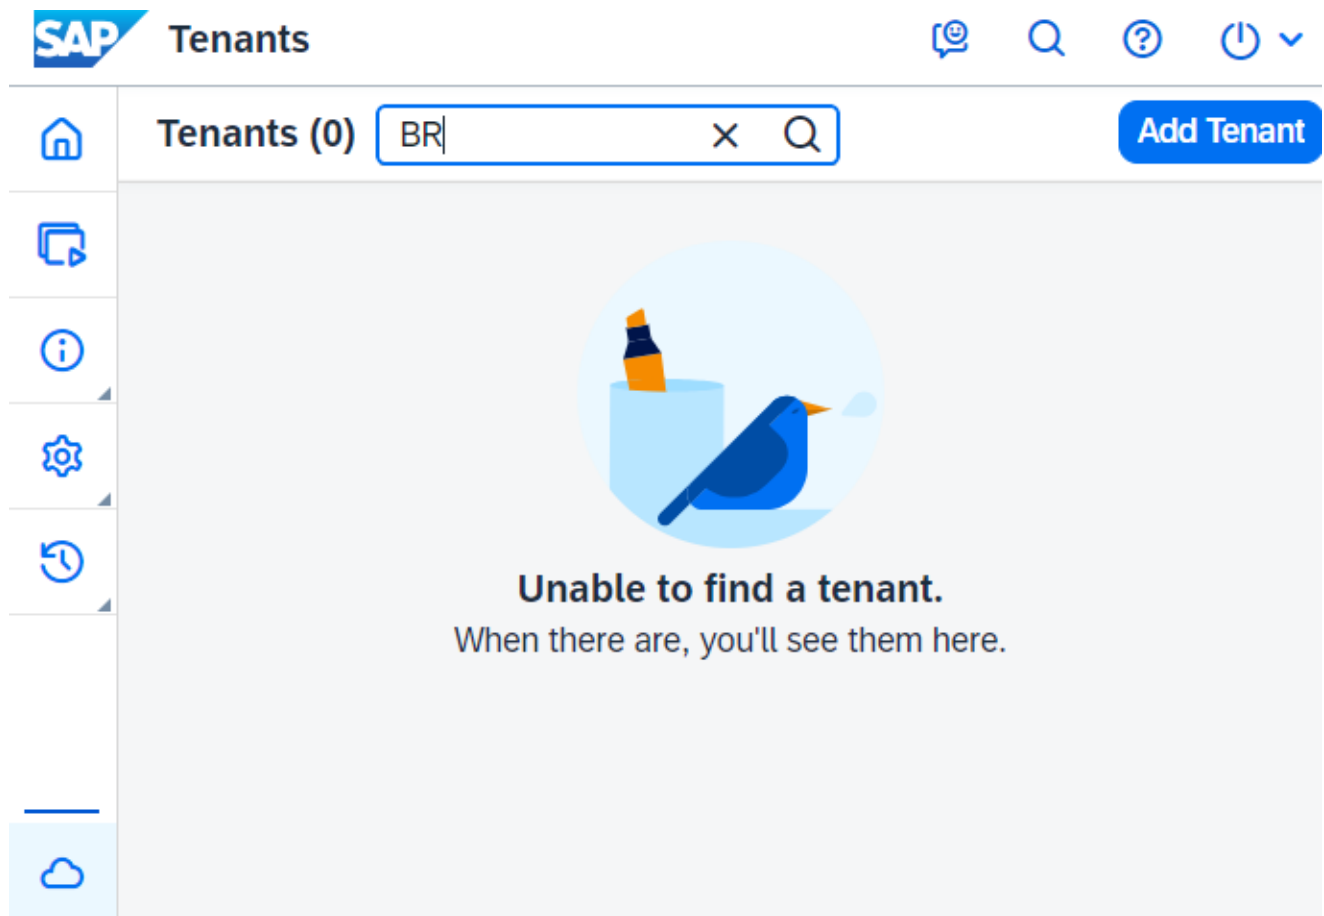 SAP Tenants
Tenants (0) BR Add Tenant
Unable to find a tenant.
When there are, you'll see them here.